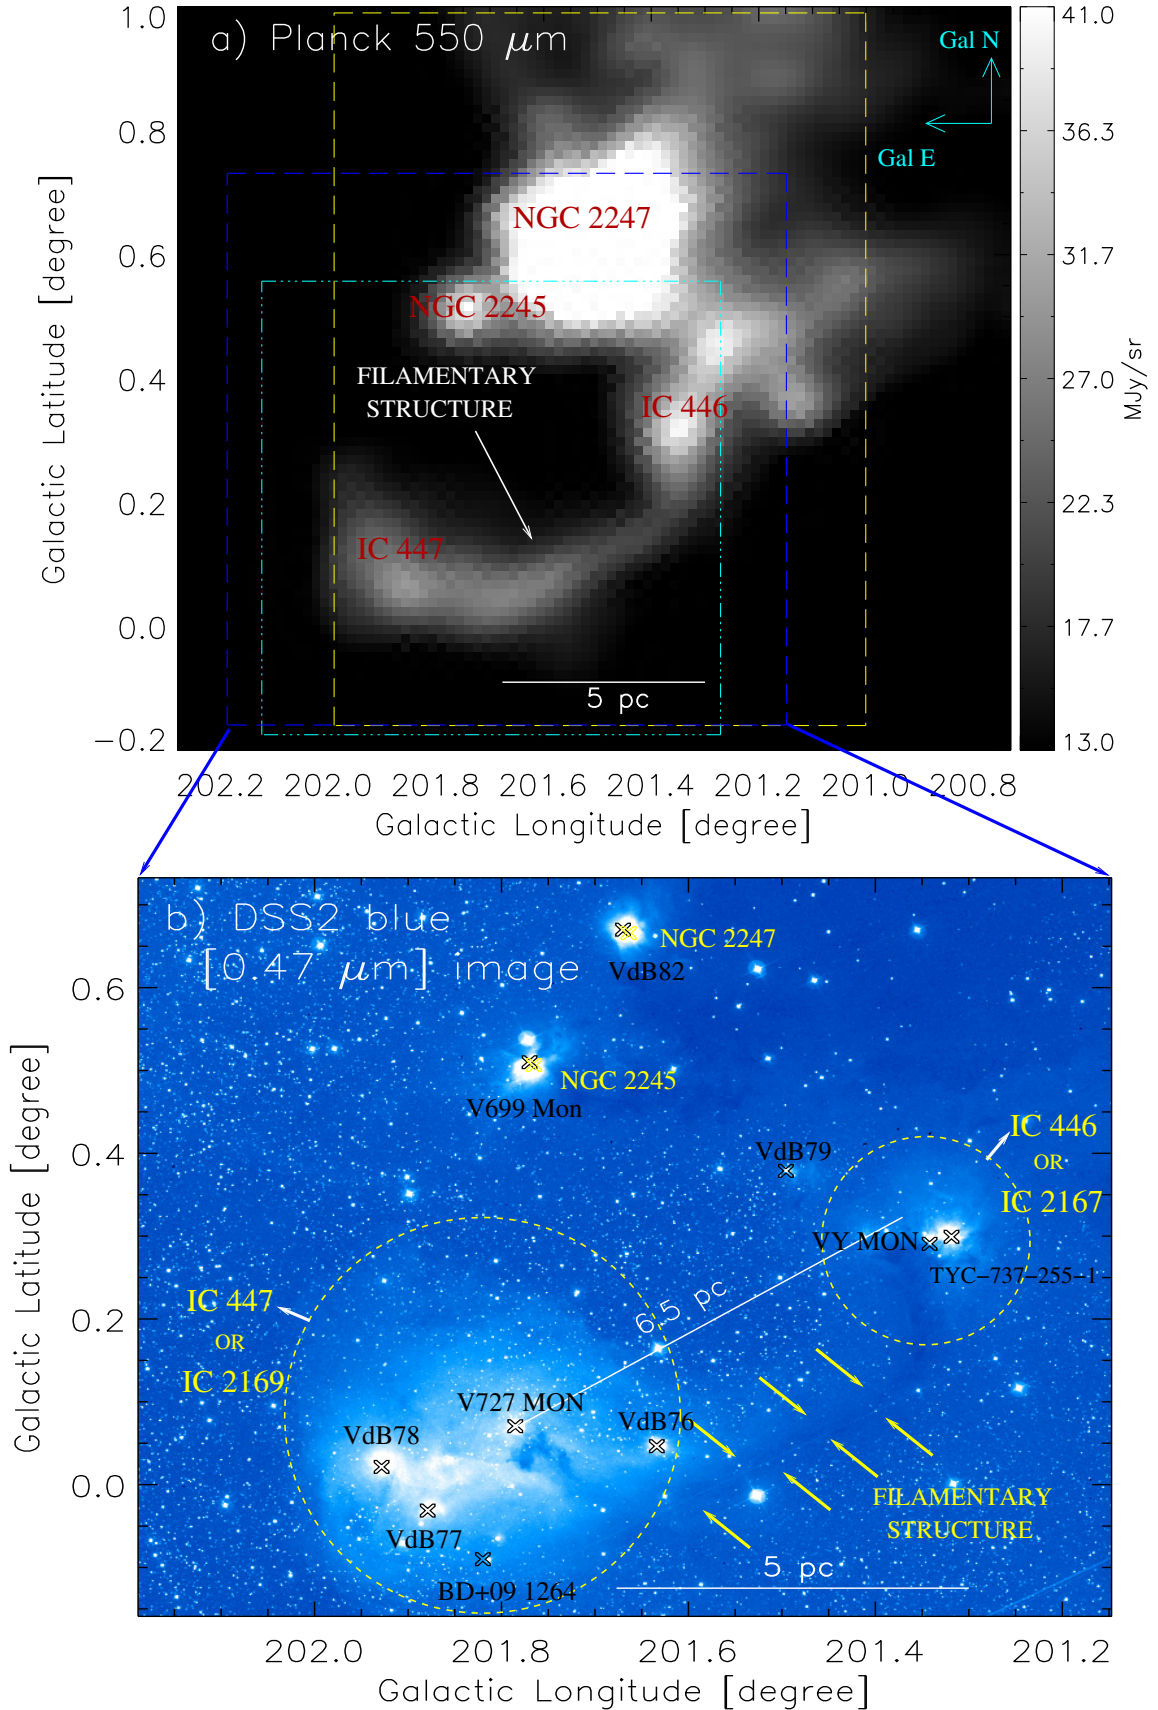 a) Planck 550 μm
Gal N
Gal E
NGC 2247
NGC 2245
FILAMENTARY
STRUCTURE
IC 446
IC 447
5 pc
1.0
0.8
0.6
0.4
0.2
0.0
−0.2
Galactic Latitude [degree]
41.0
36.3
31.7
27.0
22.3
17.7
13.0
MJy/sr
202.2 202.0 201.8 201.6 201.4 201.2 201.0 200.8
Galactic Longitude [degree]
b) DSS2 blue
[0.47 μm] image
NGC 2247
VdB82
NGC 2245
V699 Mon
VdB79
IC 446
OR
IC 2167
VY MON
TYC−737−255−1
6.5 pc
IC 447
OR
IC 2169
V727 MON
VdB76
VdB78
VdB77
BD+09 1264
FILAMENTARY
STRUCTURE
5 pc
0.6
0.4
0.2
0.0
Galactic Latitude [degree]
202.0 201.8 201.6 201.4 201.2
Galactic Longitude [degree]